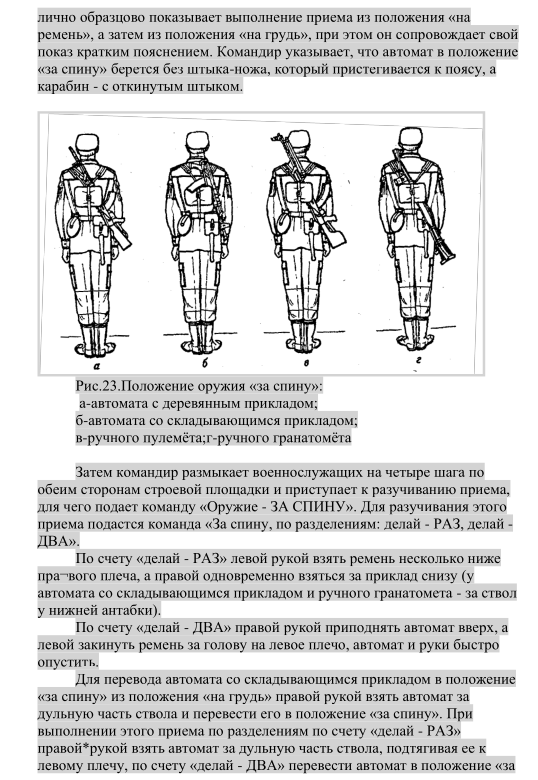 лично образцово показывает выполнение приема из положения «на
ремень», а затем из положения «на грудь», при этом он сопровождает свой
показ кратким пояснением. Командир указывает, что автомат в положение
«за спину» берется без штыка-ножа, который пристегивается к поясу, а
карабин - с откинутым штыком.
а б в г
Рис.23.Положение оружия «за спину»:
а-автомата с деревянным прикладом;
б-автомата со складывающимся прикладом;
в-ручного пулемёта;г-ручного гранатомёта
Затем командир размыкает военнослужащих на четыре шага по
обеим сторонам строевой площадки и приступает к разучиванию приема,
для чего подает команду «Оружие - ЗА СПИНУ». Для разучивания этого
приема подастся команда «За спину, по разделениям: делай - РАЗ, делай -
ДВА».
По счету «делай - РАЗ» левой рукой взять ремень несколько ниже
пра¬вого плеча, а правой одновременно взяться за приклад снизу (у
автомата со складывающимся прикладом и ручного гранатомета - за ствол
у нижней антабки).
По счету «делай - ДВА» правой рукой приподнять автомат вверх, а
левой закинуть ремень за голову на левое плечо, автомат и руки быстро
опустить.
Для перевода автомата со складывающимся прикладом в положение
«за спину» из положения «на грудь» правой рукой взять автомат за
дульную часть ствола и перевести его в положение «за спину». При
выполнении этого приема по разделениям по счету «делай - РАЗ»
правой*рукой взять автомат за дульную часть ствола, подтягивая ее к
левому плечу, по счету «делай - ДВА» перевести автомат в положение «за